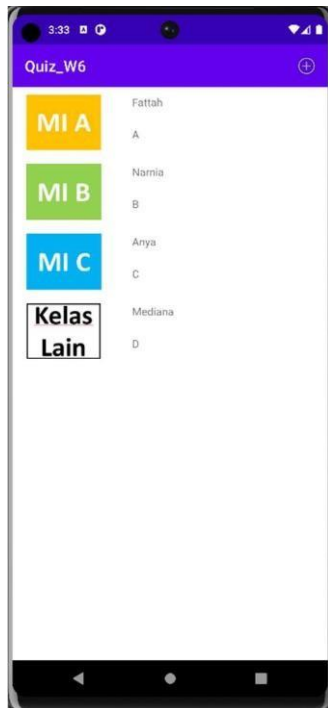 3:33
Quiz_W6
MI A
Fattah
A
MI B
Narnia
B
MI C
Anya
C
Kelas
Lain
Mediana
D